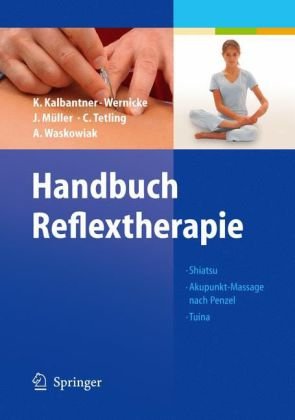 K. Kalbantner-Wernicke
J. Müller · C. Tetling
A. Waskowiak
Handbuch
Reflextherapie
· Shiatsu
· Akupunkt-Massage
nach Penzel
· Tuina
Springer